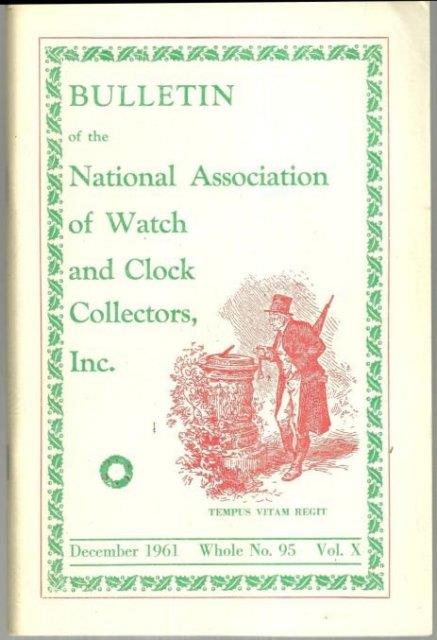 BULLETIN
of the
National Association
of Watch
and Clock
Collectors,
Inc.
TEMPUS VITAM REGIT
December 1961 Whole No. 95 Vol. X